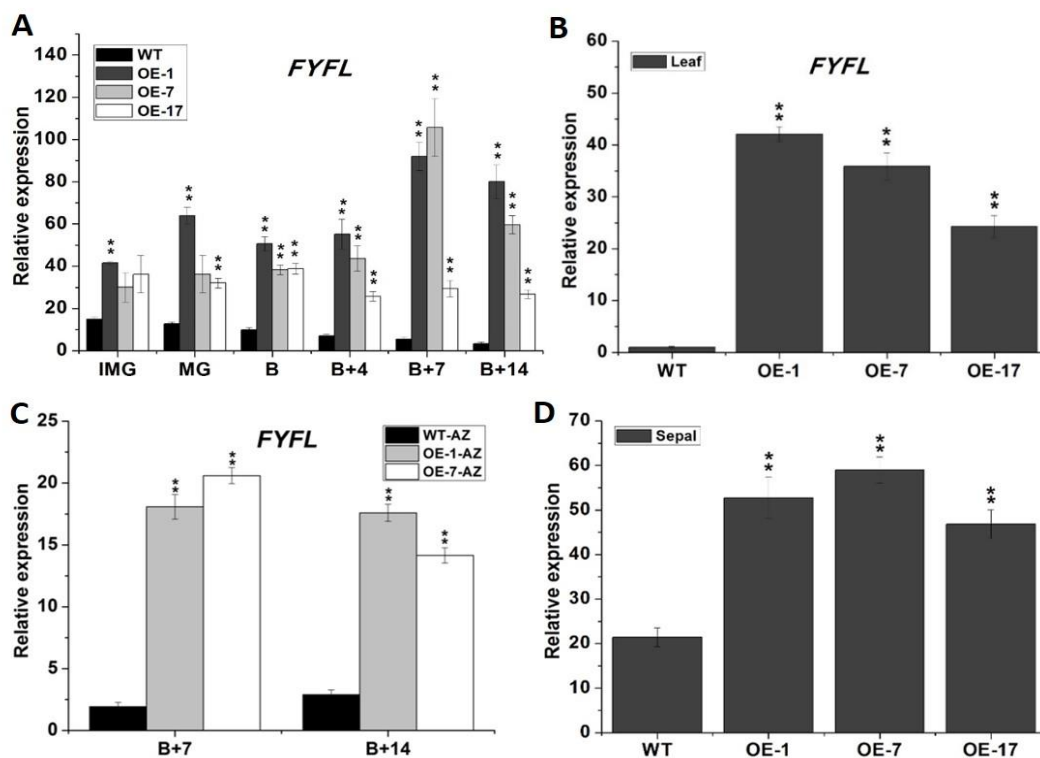 A
FYFL
WT
OE-1
OE-7
OE-17
Relative expression
140
120
100
80
60
40
20
0
** ** ** ** ** ** ** ** ** ** ** ** ** ** **
IMG MG B B+4 B+7 B+14
B
FYFL
Leaf
Relative expression
60
50
40
30
20
10
0
** ** **
WT OE-1 OE-7 OE-17
C
FYFL
WT-AZ
OE-1-AZ
OE-7-AZ
Relative expression
25
20
15
10
5
0
** ** ** **
B+7 B+14
D
Sepal
Relative expression
70
60
50
40
30
20
10
0
** ** **
WT OE-1 OE-7 OE-17